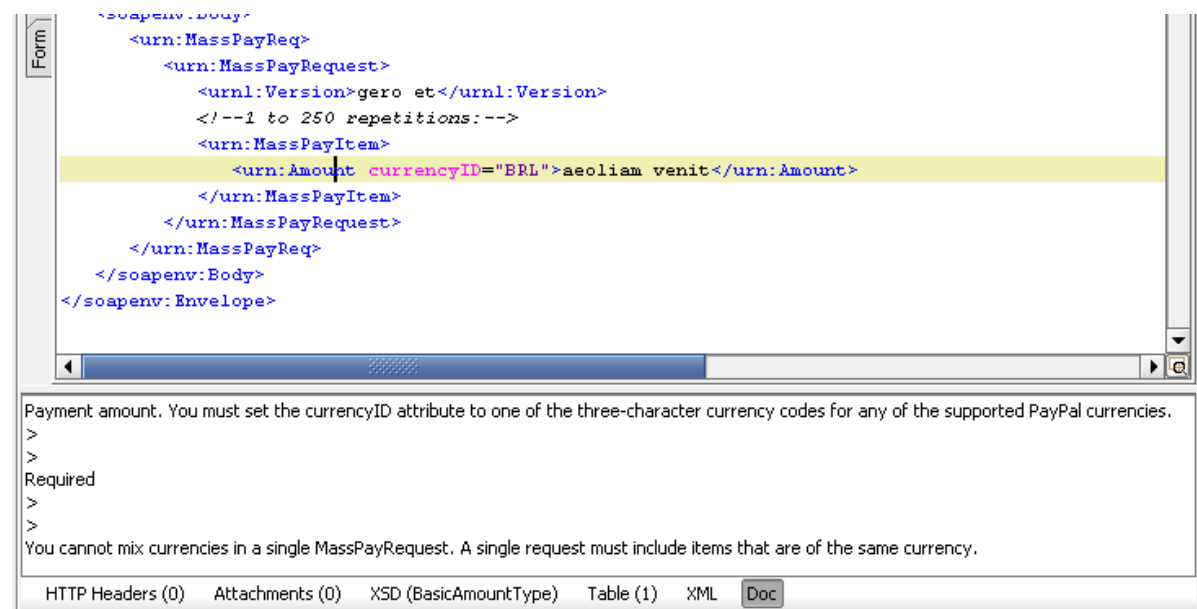 <soapenv:Body>
Form
<urn:MassPayReq>
<urn:MassPayRequest>
<urn1:Version>gero et</urn1:Version>
<!--1 to 250 repetitions:-->
<urn:MassPayItem>
<urn:Amount currencyID="BRL">aeoliam venit</urn:Amount>
</urn:MassPayItem>
</urn:MassPayRequest>
</urn:MassPayReq>
</soapenv:Body>
</soapenv:Envelope>
Payment amount. You must set the currencyID attribute to one of the three-character currency codes for any of the supported PayPal currencies.
>
>
Required
>
>
You cannot mix currencies in a single MassPayRequest. A single request must include items that are of the same currency.
HTTP Headers (0) Attachments (0) XSD (BasicAmountType) Table (1) XML Doc